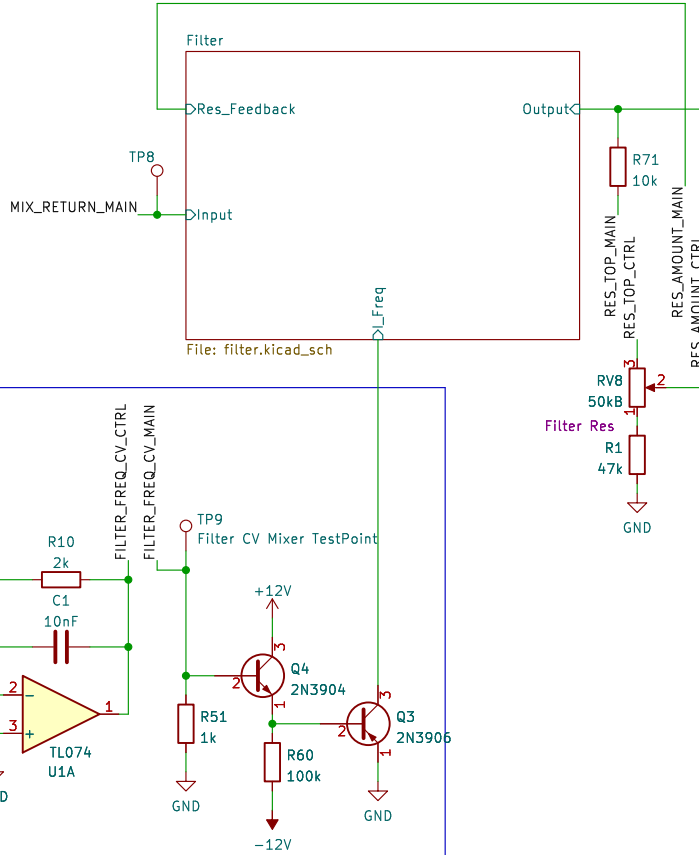 Filter
Res_Feedback
Output
R71
10k
TP8
MIX_RETURN_MAIN
Input
RES_TOP_MAIN
RES_TOP_CTRL
RES_AMOUNT_MAIN
RES_AMOUNT_CTRL
I_Freq
File: filter.kicad_sch
3
RV8
2
50kB
1
Filter Res
R1
47k
GND
FILTER_FREQ_CV_CTRL
FILTER_FREQ_CV_MAIN
TP9
Filter CV Mixer TestPoint
R10
2k
C1
10nF
+12V
3
Q4
2
2N3904
1
2
1
3
TL074
U1A
R51
1k
GND
3
Q3
2
2N3906
1
R60
100k
GND
-12V
D